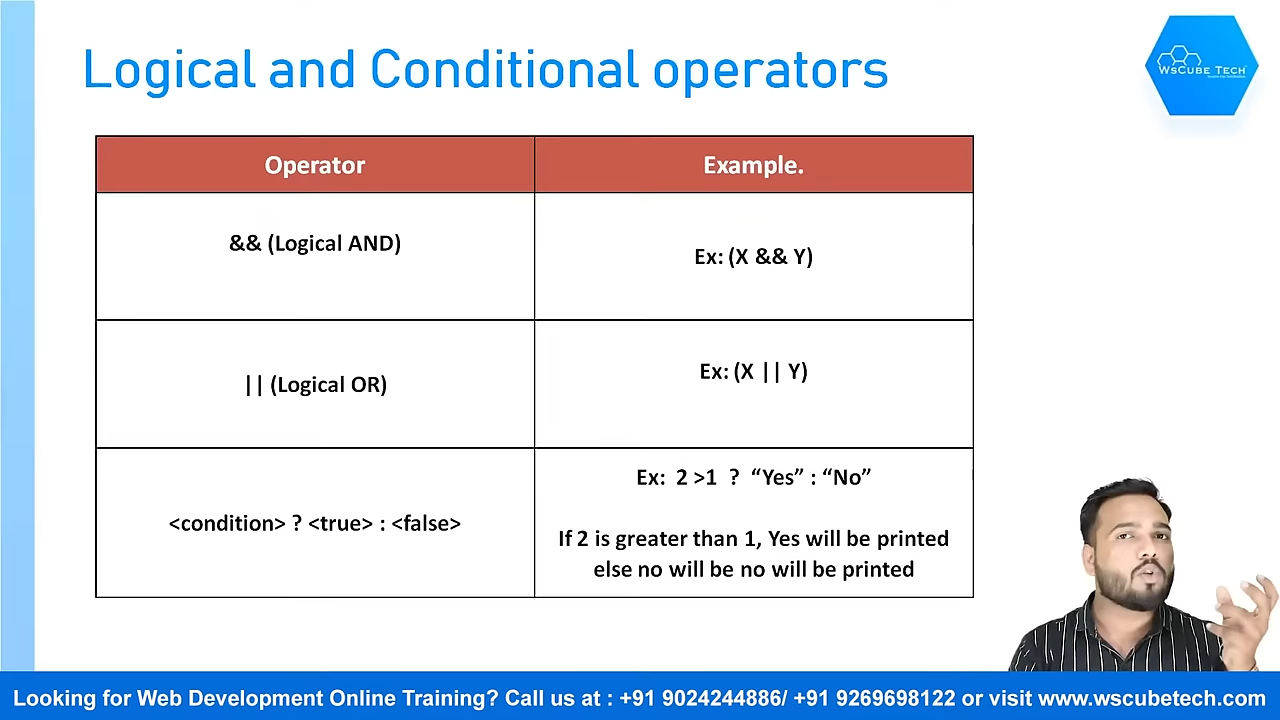 Logical and Conditional operators
WsCube Tech
Operator
Example.
&& (Logical AND)
Ex: (X && Y)
|| (Logical OR)
Ex: (X || Y)
<condition> ? <true> : <false>
Ex: 2 >1 ? “Yes” : “No”
If 2 is greater than 1, Yes will be printed
else no will be no will be printed
Looking for Web Development Online Training? Call us at : +91 9024244886/ +91 9269698122 or visit www.wscubetech.com